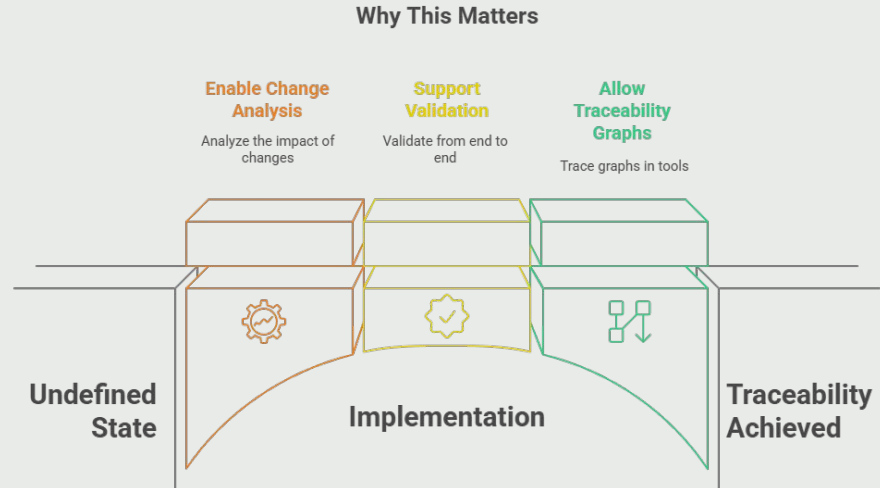 Why This Matters
Enable Change
Analysis
Analyze the impact of
changes
Support
Validation
Validate from end to
end
Allow
Traceability
Graphs
Trace graphs in tools
Undefined
State
Implementation
Traceability
Achieved